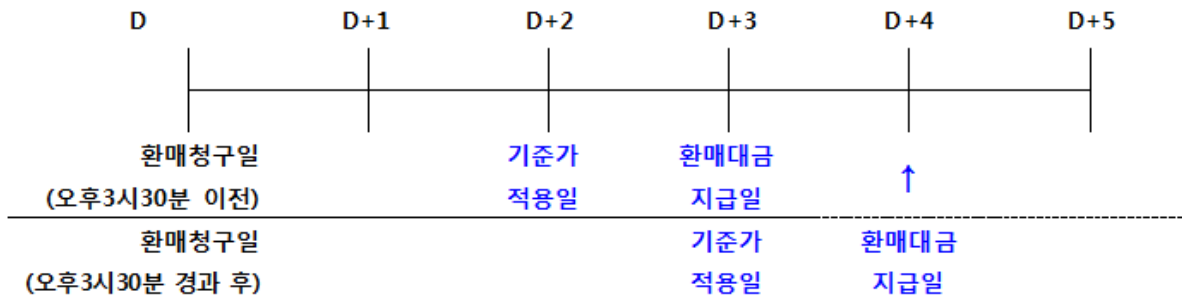 D D+1 D+2 D+3 D+4 D+5
환매청구일 기준가 환매대금
(오후3시30분 이전) 적용일 지급일 ↑
환매청구일 기준가 환매대금
(오후3시30분 경과 후) 적용일 지급일